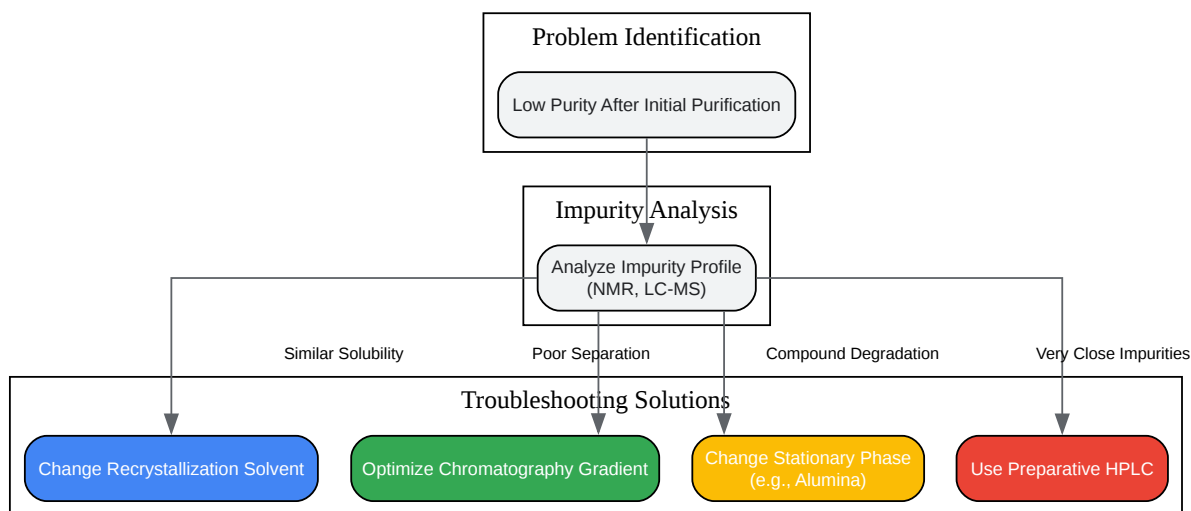 Problem Identification
Low Purity After Initial Purification
Impurity Analysis
Analyze Impurity Profile
(NMR, LC-MS)
Similar Solubility
Poor Separation
Compound Degradation
Very Close Impurities
Troubleshooting Solutions
Change Recrystallization Solvent
Optimize Chromatography Gradient
Change Stationary Phase
(e.g., Alumina)
Use Preparative HPLC